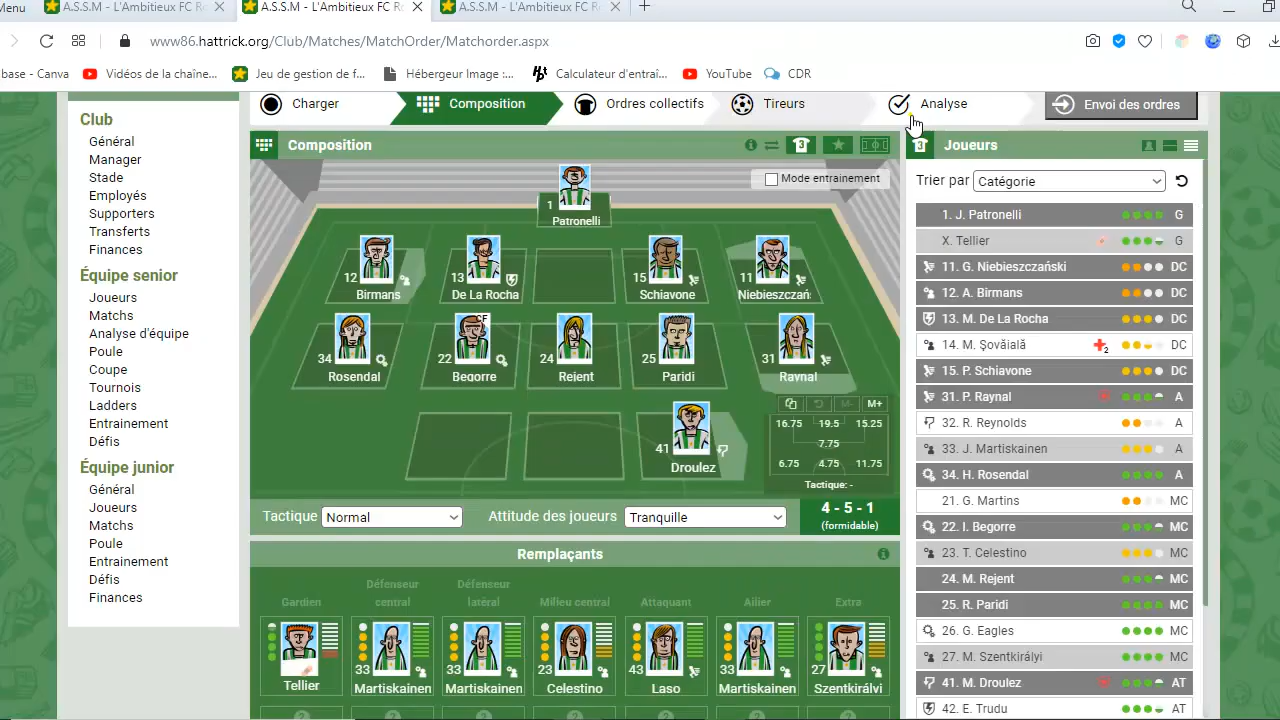 Menu
A.S.S.M - L'Ambitieux FC R
A.S.S.M - L'Ambitieux FC R
A.S.S.M - L'Ambitieux FC R
www86.hattrick.org/Club/Matches/MatchOrder/Matchorder.aspx
base - Canva
Vidéos de la chaîne...
Jeu de gestion de f...
Hébergeur Image :...
Calculateur d'entraî...
YouTube
CDR
Charger
Composition
Ordres collectifs
Tireurs
Analyse
Envoi des ordres
Club
Général
Manager
Stade
Employés
Supporters
Transferts
Finances
Équipe senior
Joueurs
Matchs
Analyse d'équipe
Poule
Coupe
Tournois
Ladders
Entrainement
Défis
Équipe junior
Général
Joueurs
Matchs
Poule
Entrainement
Défis
Finances
Composition
3
Mode entrainement
1
Patronelli
12
Birmans
13
De La Rocha
15
Schiavone
11
Niebieszczań
34
Rosendal
CF
22
Begorre
24
Rejent
25
Paridi
31
Raynal
41
Droulez
M-
M+
16.75 19.5 15.25
7.75
6.75 4.75 11.75
Tactique: -
Tactique
Normal
Attitude des joueurs
Tranquille
4 - 5 - 1
(formidable)
Remplaçants
Gardien
Défenseur central
Défenseur latéral
Milieu central
Attaquant
Ailier
Extra
Tellier
33
Martiskainen
33
Martiskainen
23
Celestino
43
Laso
33
Martiskainen
27
Szentkirályi
3
Joueurs
Trier par
Catégorie
1. J. Patronelli G
X. Tellier G
11. G. Niebieszczański DC
12. A. Birmans DC
13. M. De La Rocha DC
14. M. Șovăială 2 DC
15. P. Schiavone DC
31. P. Raynal A
32. R. Reynolds A
33. J. Martiskainen A
34. H. Rosendal A
21. G. Martins MC
22. I. Begorre MC
23. T. Celestino MC
24. M. Rejent MC
25. R. Paridi MC
26. G. Eagles MC
27. M. Szentkirályi MC
41. M. Droulez AT
42. E. Trudu AT